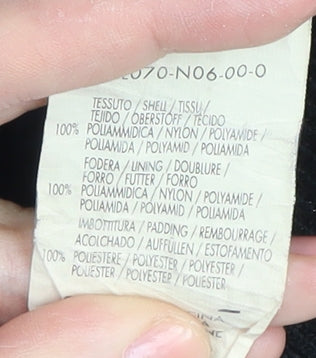 070-N06-00-0
TESSUTO / SHELL / TISSU /
TEJIDO / OBERSTOFF / TECIDO
100% POLIAMMIDICA / NYLON / POLYAMIDE /
POLIAMIDA / POLYAMID / POLIAMIDA
FODERA / LINING / DOUBLURE /
FORRO / FUTTER / FORRO
100% POLIAMMIDICA / NYLON / POLYAMIDE /
POLIAMIDA / POLYAMID / POLIAMIDA
IMBOTTITURA / PADDING / REMBOURRAGE /
ACOLCHADO / AUFFÜLLEN / ESTOFAMENTO
100% POLIESTERE / POLYESTER / POLYESTER /
POLIESTER / POLYESTER / POLIESTER